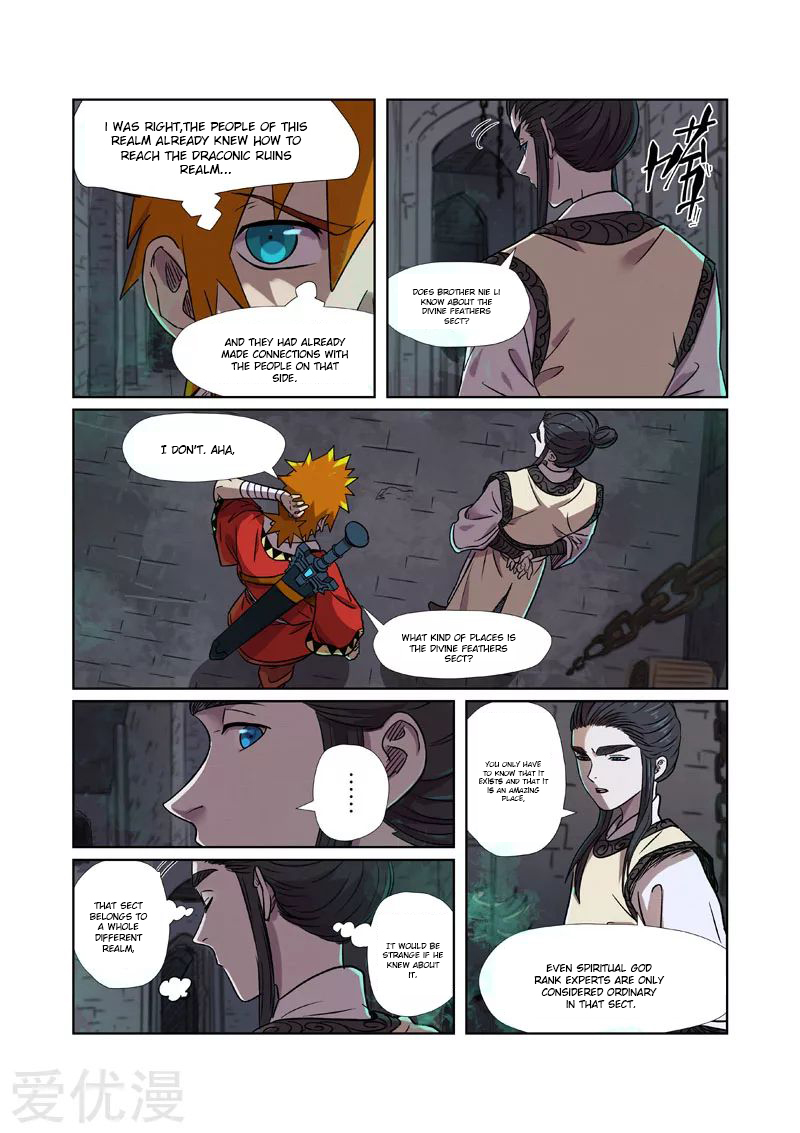 I WAS RIGHT,THE PEOPLE OF THIS
REALM ALREADY KNEW HOW TO
REACH THE DRACONIC RUINS
REALM...
AND THEY HAD ALREADY
MADE CONNECTIONS WITH
THE PEOPLE ON THAT
SIDE.
DOES BROTHER NIE LI
KNOW ABOUT THE
DIVINE FEATHERS
SECT?
I DON'T. AHA,
WHAT KIND OF PLACES IS
THE DIVINE FEATHERS
SECT?
......
YOU ONLY HAVE
TO KNOW THAT IT
EXISTS AND THAT IT
IS AN AMAZING
PLACE,
EVEN SPIRITUAL GOD
RANK EXPERTS ARE ONLY
CONSIDERED ORDINARY
IN THAT SECT.
THAT SECT
BELONGS TO
A WHOLE
DIFFERENT
REALM,
IT WOULD BE
STRANGE IF HE
KNEW ABOUT
IT.
爱优漫